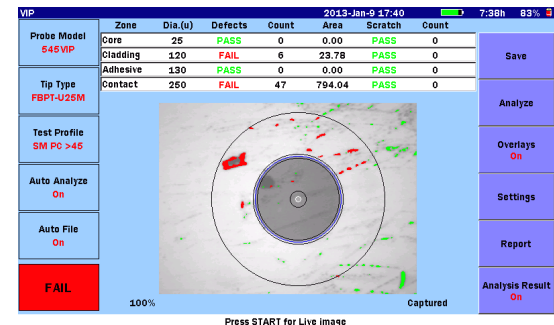 VIP 2013-Jan-9 17:40 7:38h 83%
Probe Model
545VIP
Tip Type
FBPT-U25M
Test Profile
SM PC >45
Auto Analyze
On
Auto File
On
FAIL
Zone Dia.(u) Defects Count Area Scratch Count
Core 25 PASS 0 0.00 PASS 0
Cladding 120 FAIL 6 23.78 PASS 0
Adhesive 130 PASS 0 0.00 PASS 0
Contact 250 FAIL 47 794.04 PASS 0
100% Captured
Save
Analyze
Overlays
On
Settings
Report
Analysis Result
On
Press START for Live image